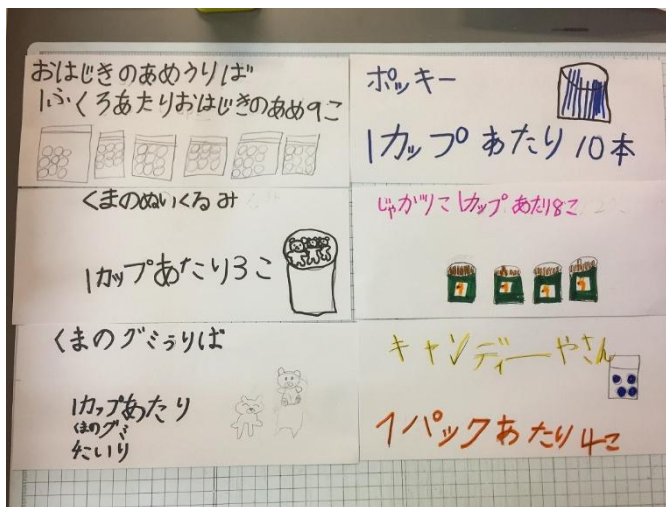 おはじきのあめうりば
1ふくろあたりおはじきのあめ9こ
ポッキー
1カップあたり10本
くまのぬいぐるみ
1カップあたり3こ
じゃがりこ1カップあたり8こ
くまのグミうりば
1カップあたり
くまのグミ
4こいり
キャンディーやさん
1パックあたり4こ